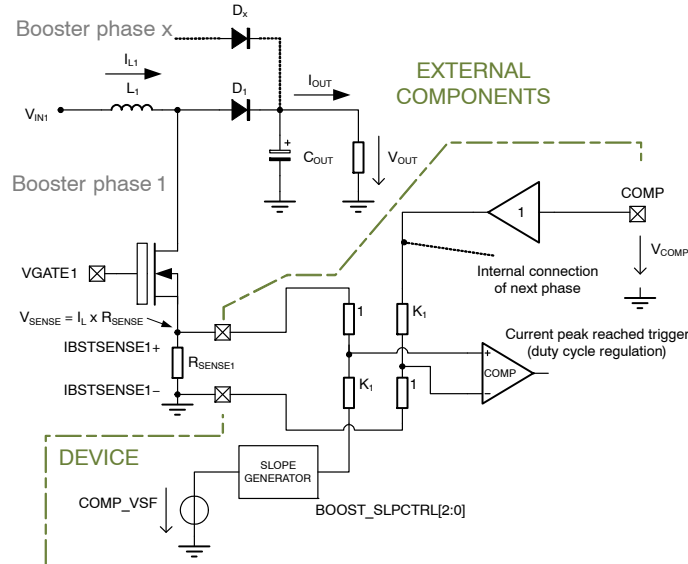 Booster phase x
Dx
IL1
L1
D1
IOUT
EXTERNAL
COMPONENTS
VIN1
+
COUT
VOUT
Booster phase 1
1
COMP
VCOMP
VGATE1
Internal connection
of next phase
VSENSE = IL x RSENSE
1
K1
Current peak reached trigger
(duty cycle regulation)
IBSTSENSE1+
RSENSE1
+
COMP
−
IBSTSENSE1−
K1
1
DEVICE
SLOPE
GENERATOR
COMP_VSF
BOOST_SLPCTRL[2:0]